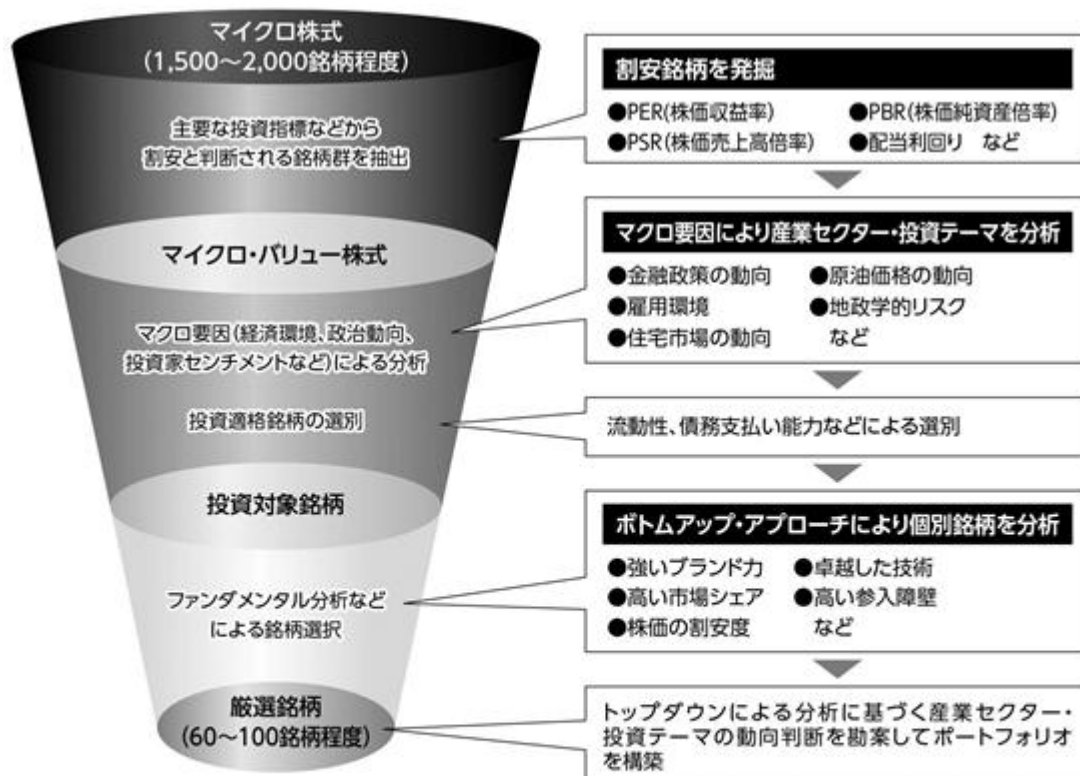 マイクロ株式
(1,500～2,000銘柄程度)
主要な投資指標などから
割安と判断される銘柄群を抽出
割安銘柄を発掘
●PER(株価収益率) ●PBR(株価純資産倍率)
●PSR(株価売上高倍率) ●配当利回り など
マイクロ・バリュー株式
マクロ要因(経済環境、政治動向、
投資家センチメントなど)による分析
マクロ要因により産業セクター・投資テーマを分析
●金融政策の動向 ●原油価格の動向
●雇用環境 ●地政学的リスク
●住宅市場の動向 など
投資適格銘柄の選別
流動性、債務支払い能力などによる選別
投資対象銘柄
ファンダメンタル分析など
による銘柄選択
ボトムアップ・アプローチにより個別銘柄を分析
●強いブランド力 ●卓越した技術
●高い市場シェア ●高い参入障壁
●株価の割安度 など
厳選銘柄
(60～100銘柄程度)
トップダウンによる分析に基づく産業セクター・
投資テーマの動向判断を勘案してポートフォリオ
を構築